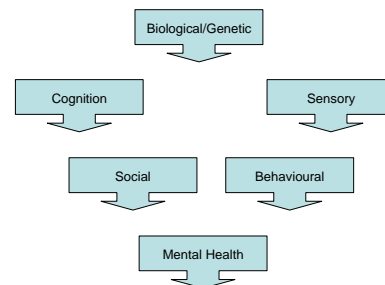 Biological/Genetic
Cognition
Sensory
Social
Behavioural
Mental Health